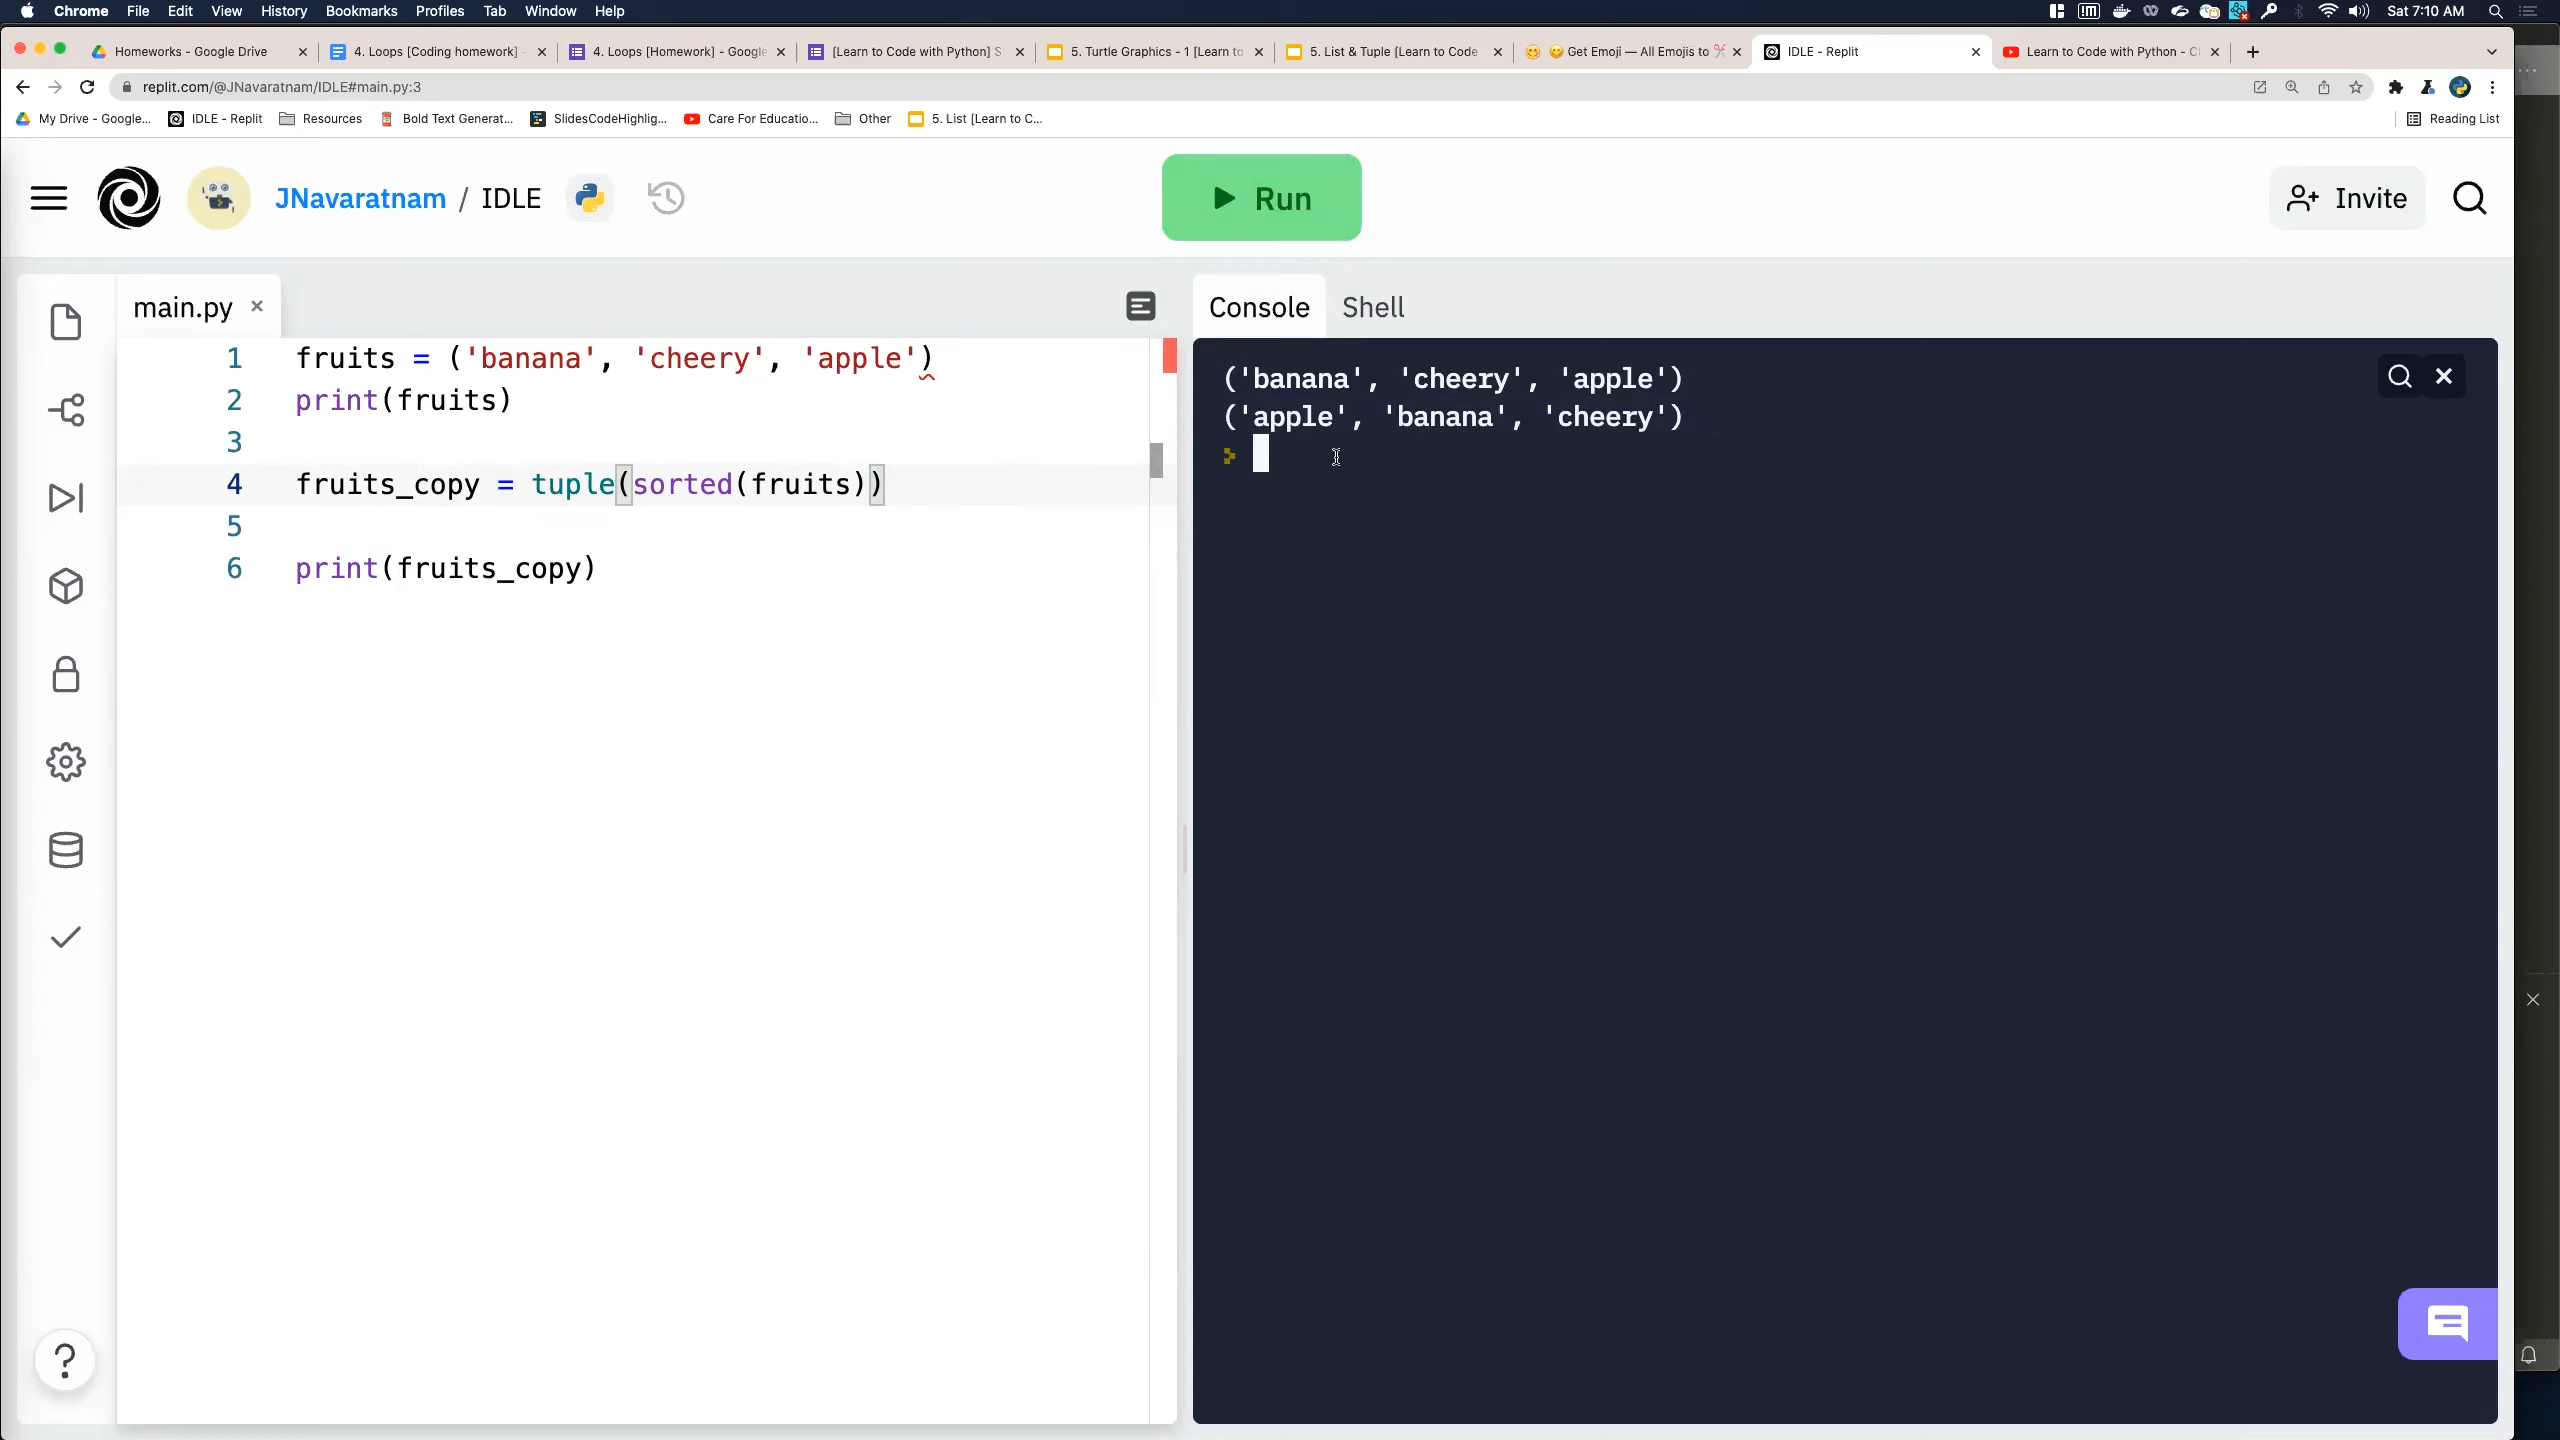 Chrome File Edit View History Bookmarks Profiles Tab Window Help Sat 7:10 AM
Homeworks - Google Drive 4. Loops [Coding homework] - 4. Loops [Homework] - Google [Learn to Code with Python] S 5. Turtle Graphics - 1 [Learn to 5. List & Tuple [Learn to Code 😊 😊 Get Emoji — All Emojis to ✂ IDLE - Replit Learn to Code with Python - C
replit.com/@JNavaratnam/IDLE#main.py:3
My Drive - Google... IDLE - Replit Resources Bold Text Generat... SlidesCodeHighlig... Care For Educatio... Other 5. List [Learn to C... Reading List
JNavaratnam / IDLE Run Invite
main.py Console Shell
1 fruits = ('banana', 'cheery', 'apple')
2 print(fruits)
3
4 fruits_copy = tuple(sorted(fruits))
5
6 print(fruits_copy)
('banana', 'cheery', 'apple')
('apple', 'banana', 'cheery')